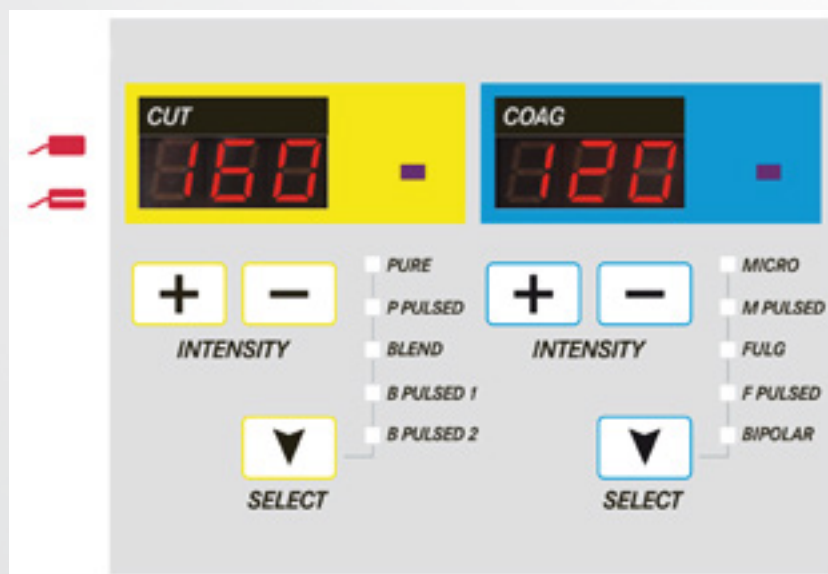 CUT
160
COAG
120
+ −
INTENSITY
PURE
P PULSED
BLEND
B PULSED 1
B PULSED 2
SELECT
+ −
INTENSITY
MICRO
M PULSED
FULG
F PULSED
BIPOLAR
SELECT